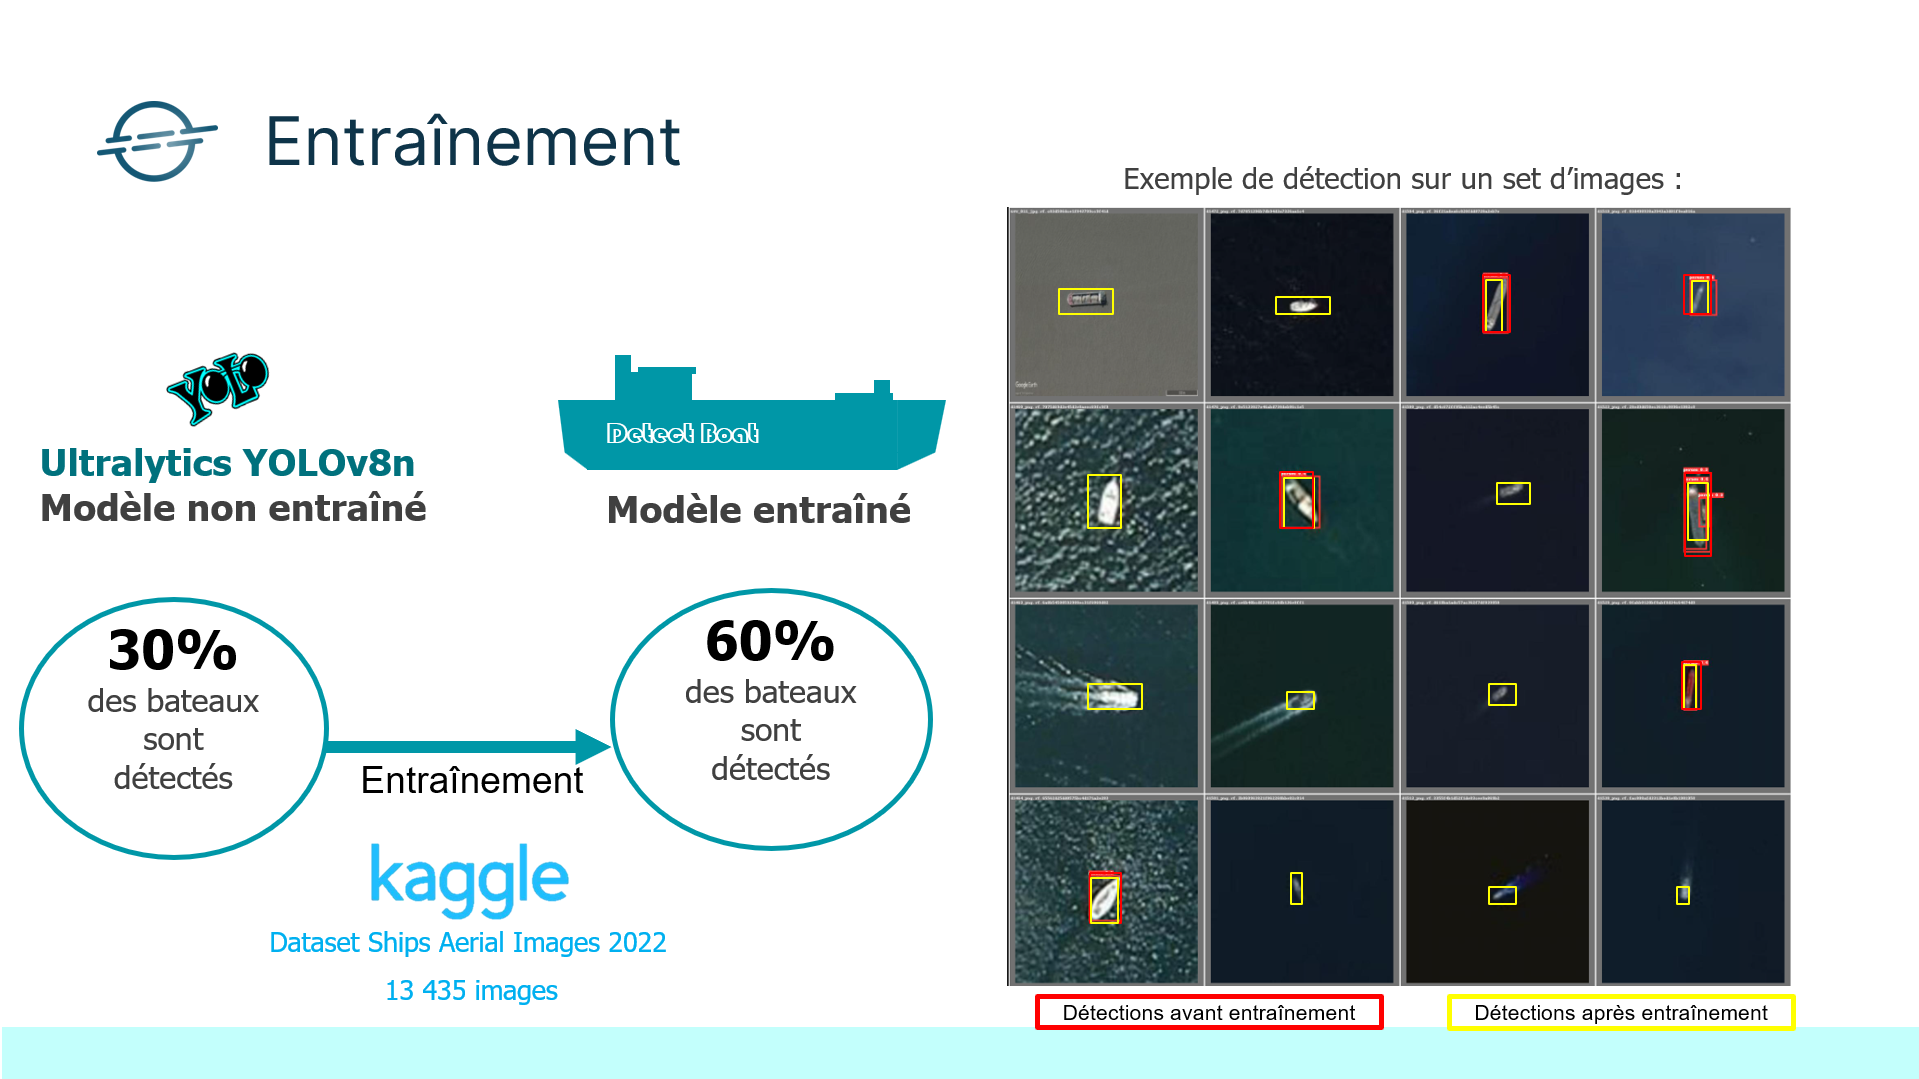 Entraînement
Exemple de détection sur un set d’images :
YOLO
Ultralytics YOLOv8n
Modèle non entraîné
Detect Boat
Modèle entraîné
30%
des bateaux
sont
détectés
Entraînement
60%
des bateaux
sont
détectés
kaggle
Dataset Ships Aerial Images 2022
13 435 images
Google Earth
Détections avant entraînement
Détections après entraînement